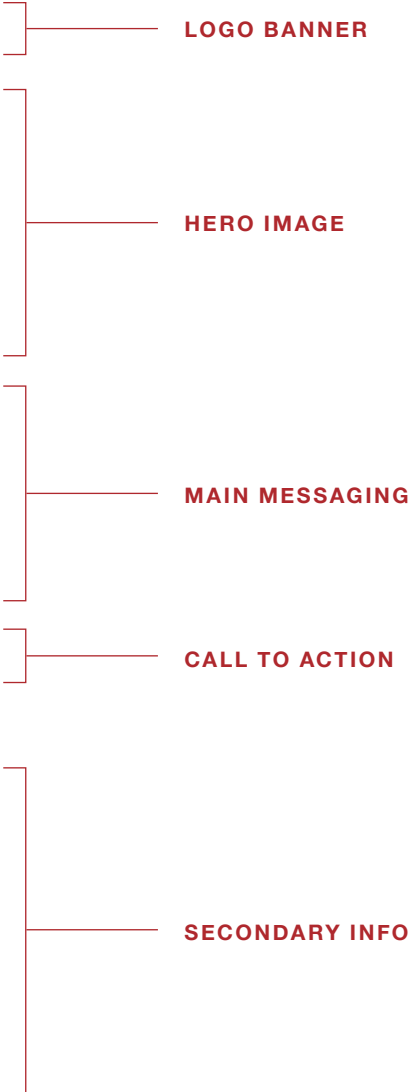 LOGO BANNER
HERO IMAGE
MAIN MESSAGING
CALL TO ACTION
SECONDARY INFO